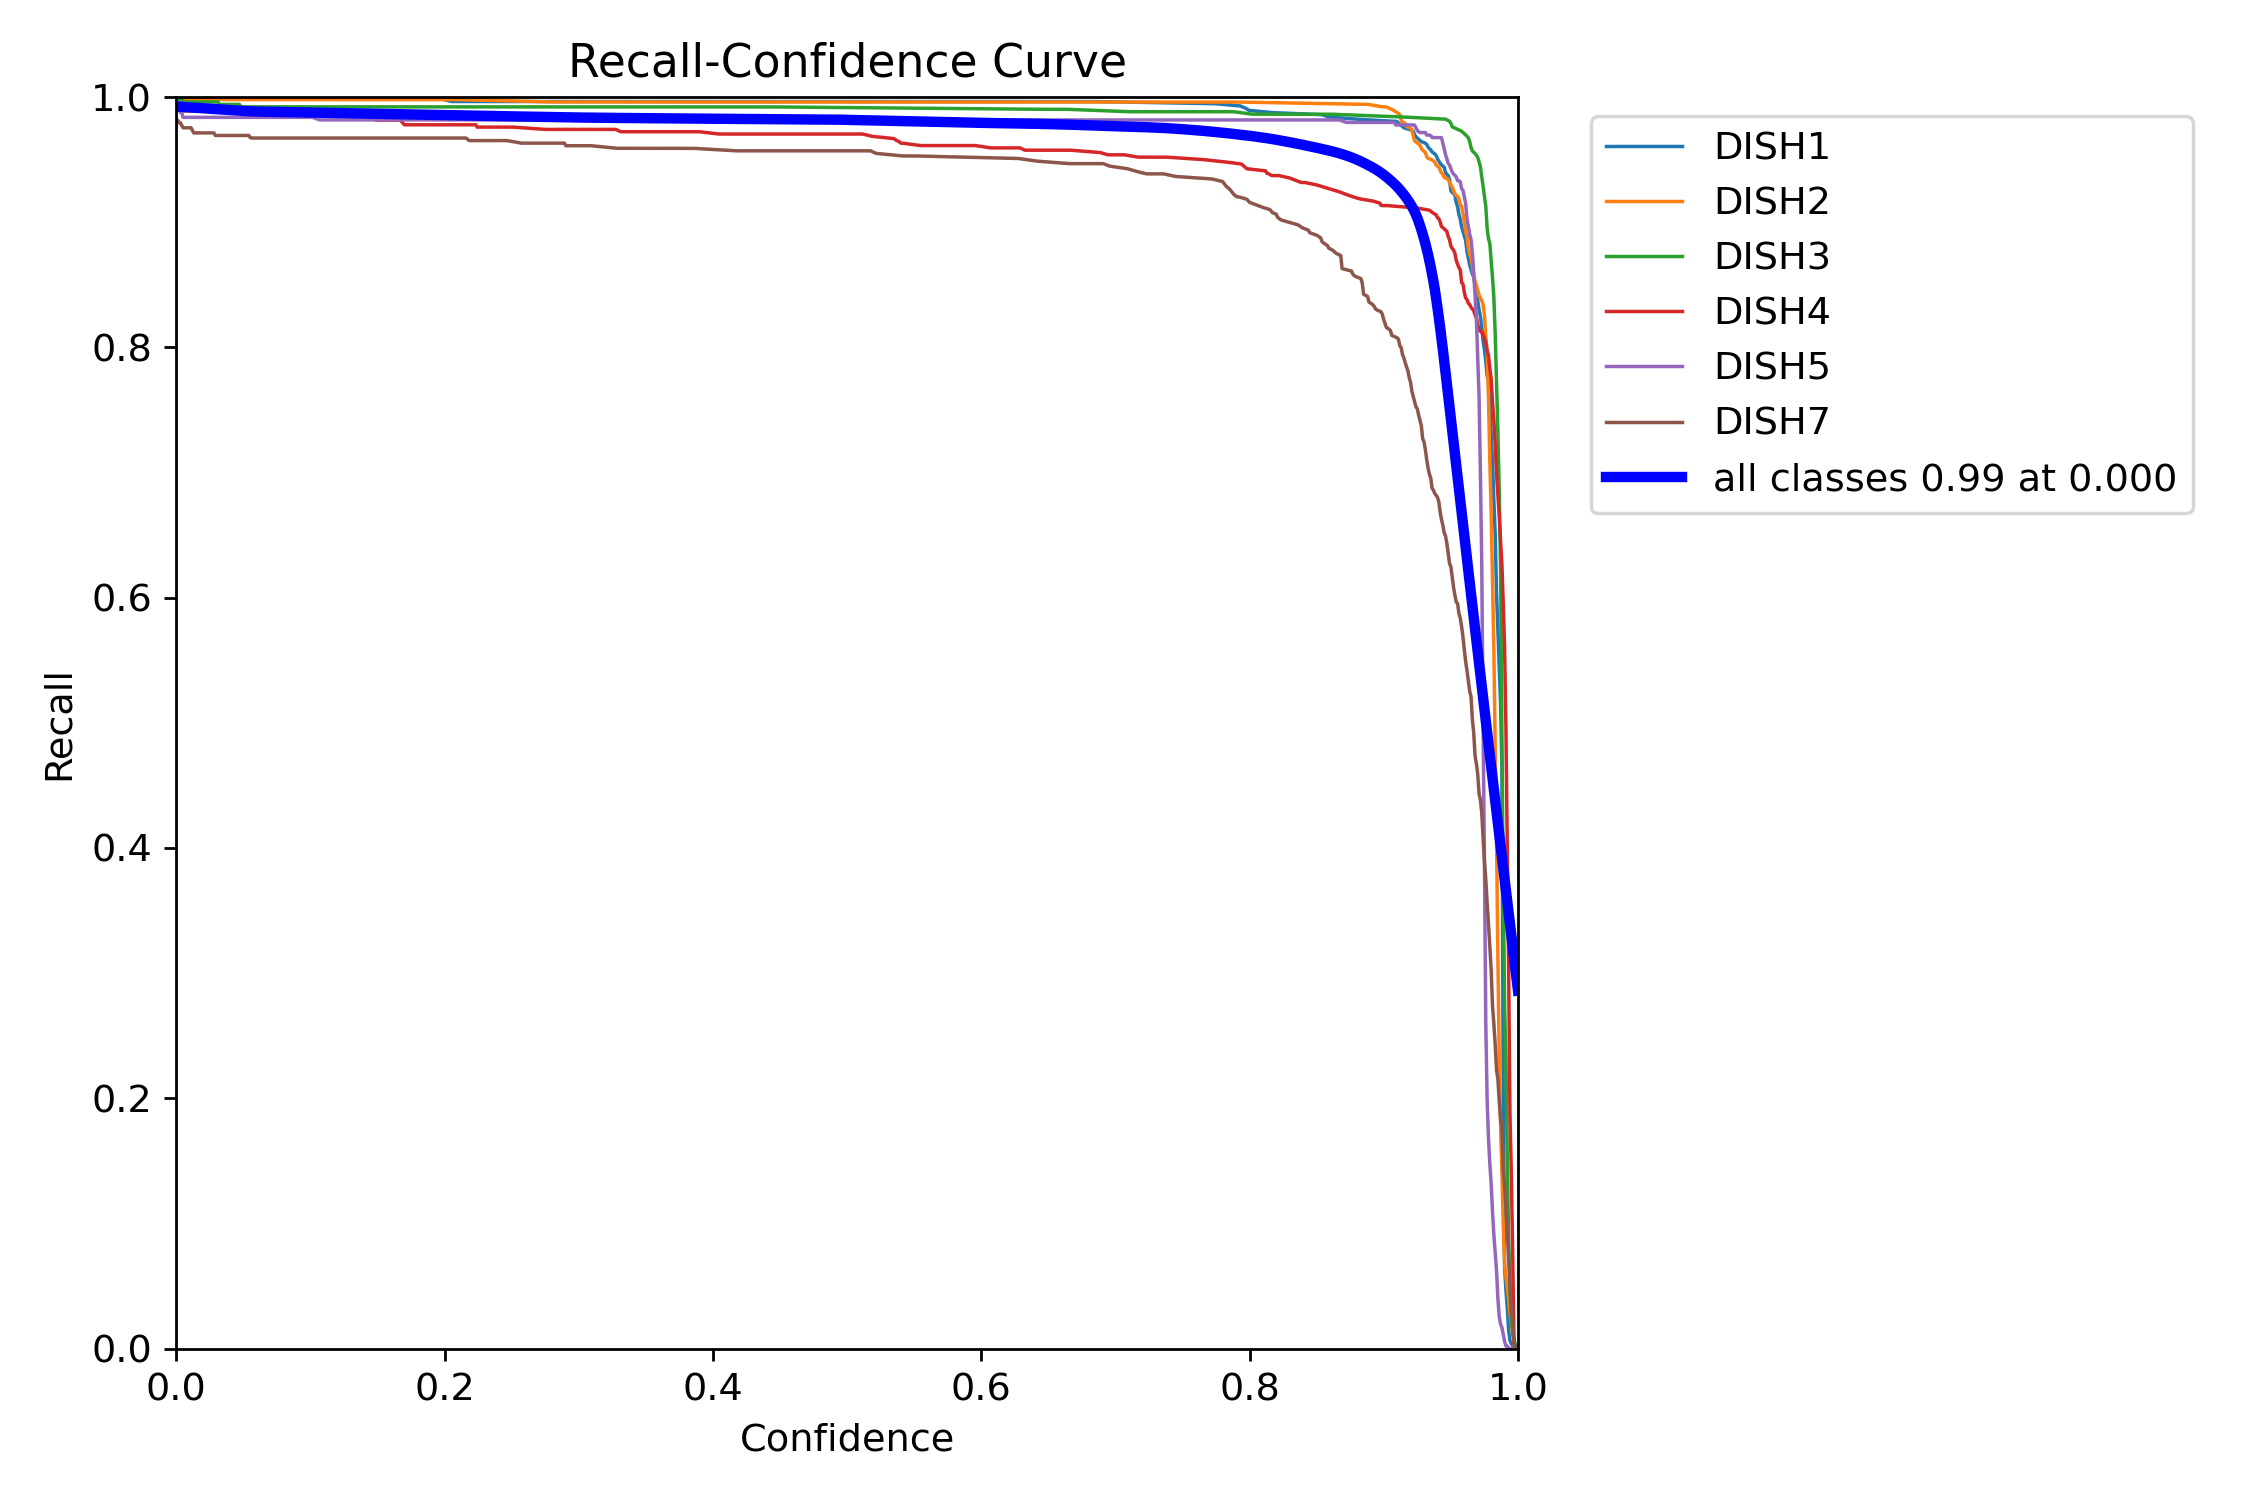 Recall-Confidence Curve
1.0
0.8
0.6
0.4
0.2
0.0
Recall
0.0 0.2 0.4 0.6 0.8 1.0
Confidence
DISH1
DISH2
DISH3
DISH4
DISH5
DISH7
all classes 0.99 at 0.000